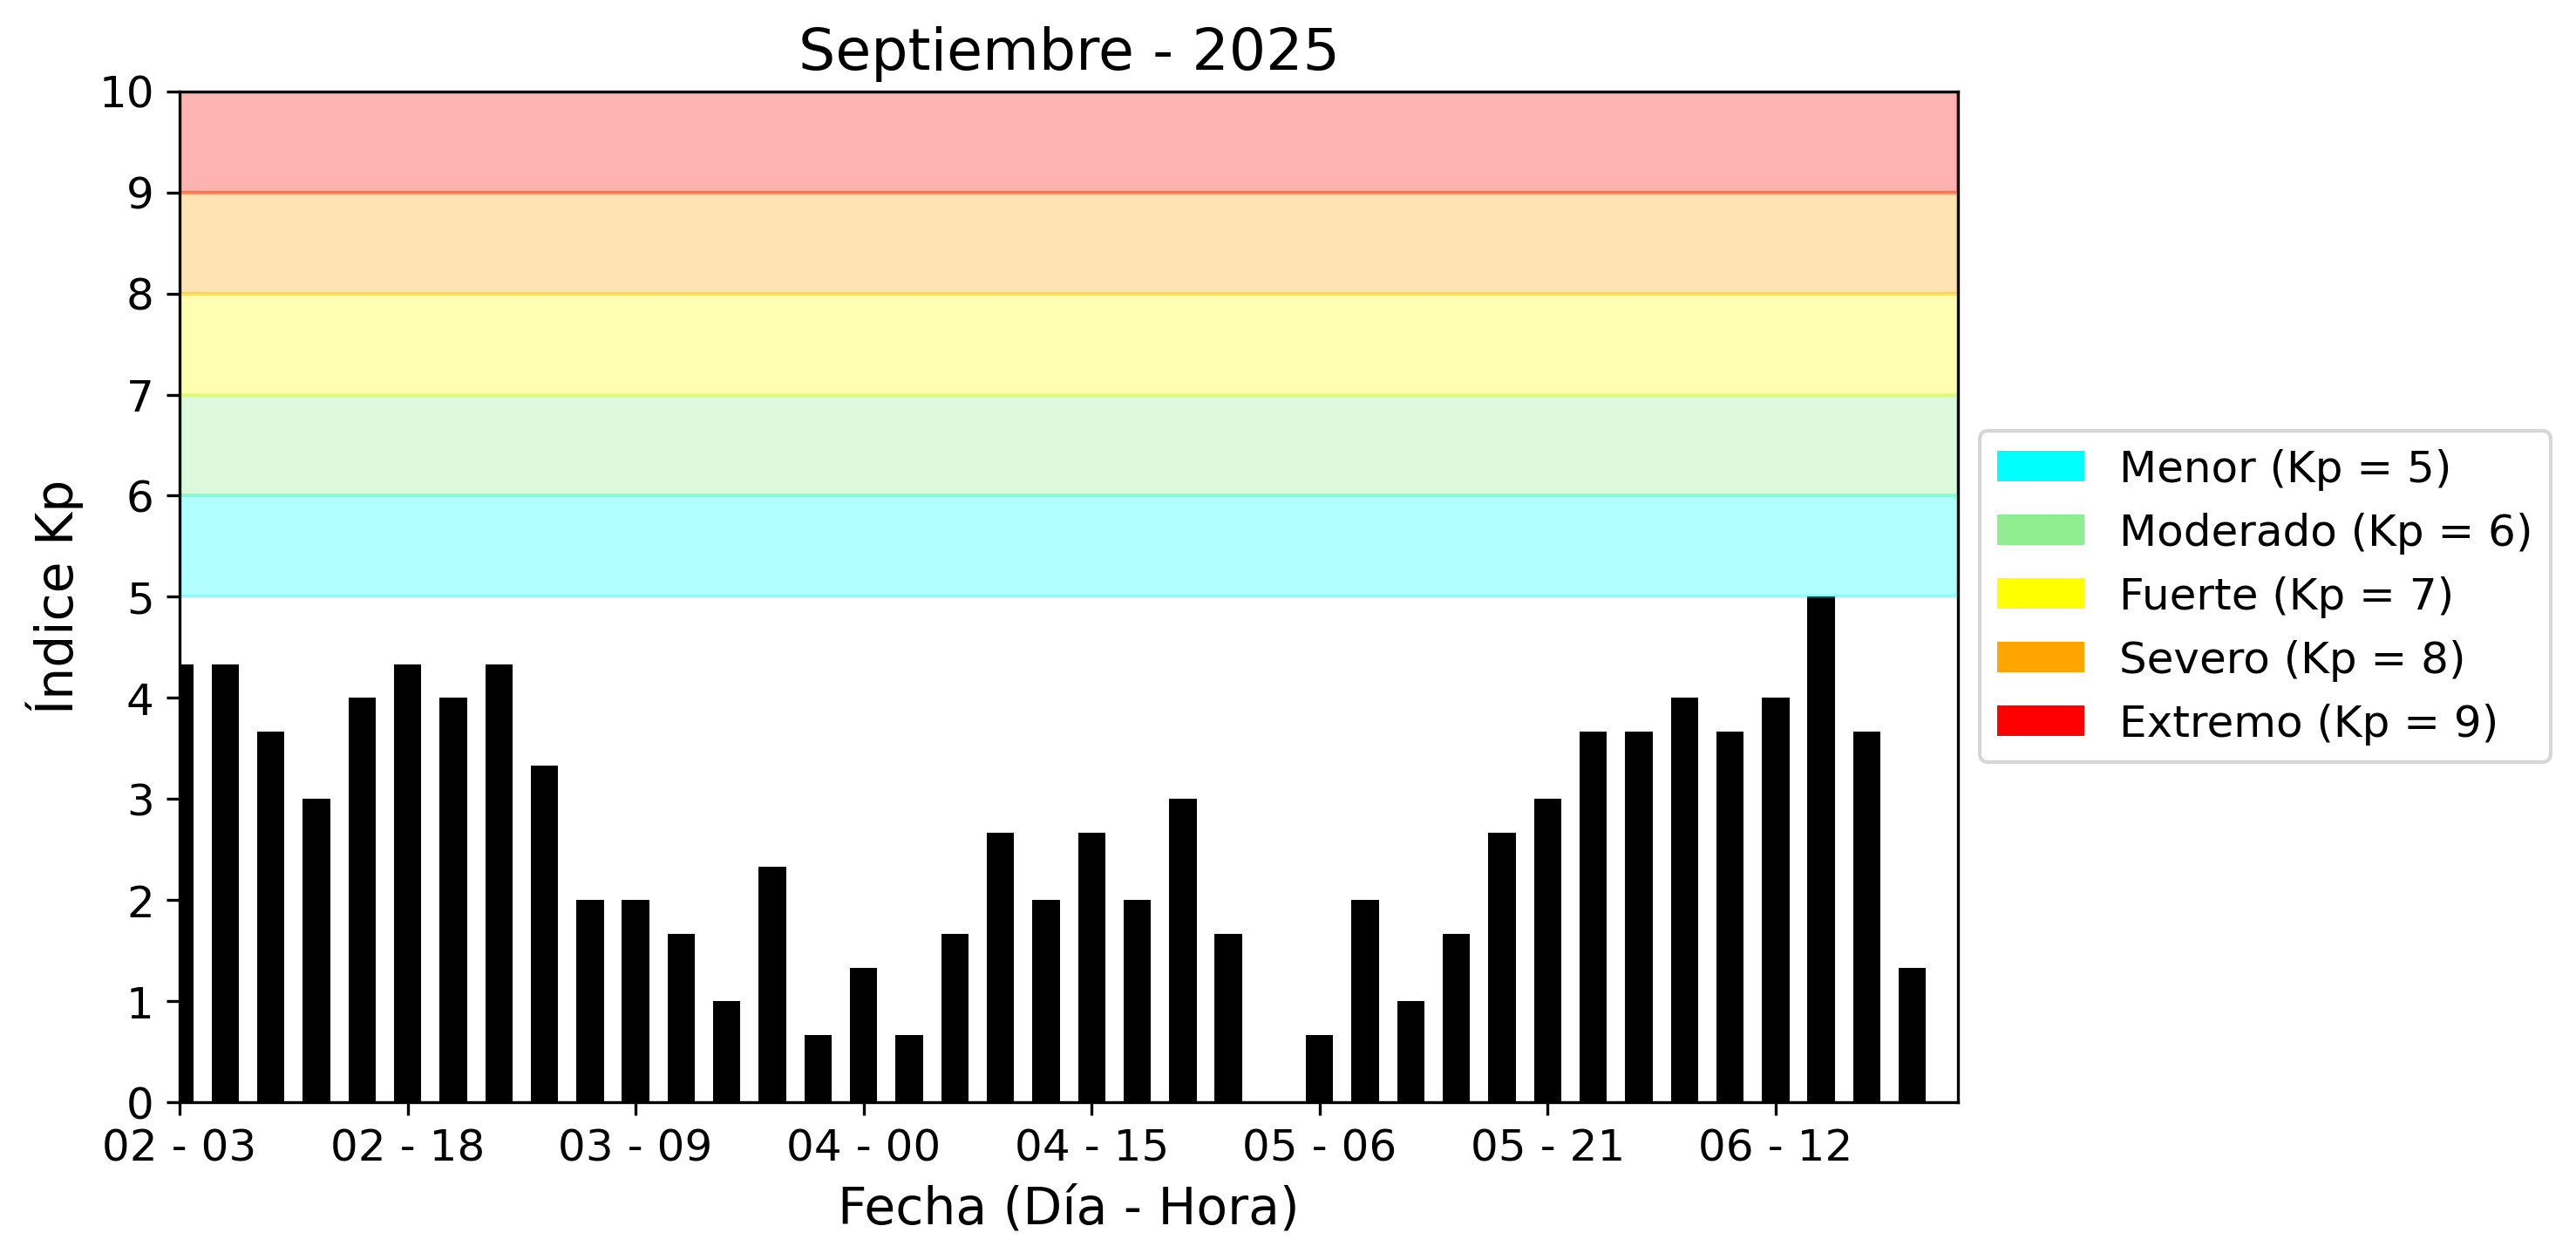 Septiembre - 2025
10
9
8
7
6
5
4
3
2
1
0
Índice Kp
02 - 03
02 - 18
03 - 09
04 - 00
04 - 15
05 - 06
05 - 21
06 - 12
Fecha (Día - Hora)
Menor (Kp = 5)
Moderado (Kp = 6)
Fuerte (Kp = 7)
Severo (Kp = 8)
Extremo (Kp = 9)